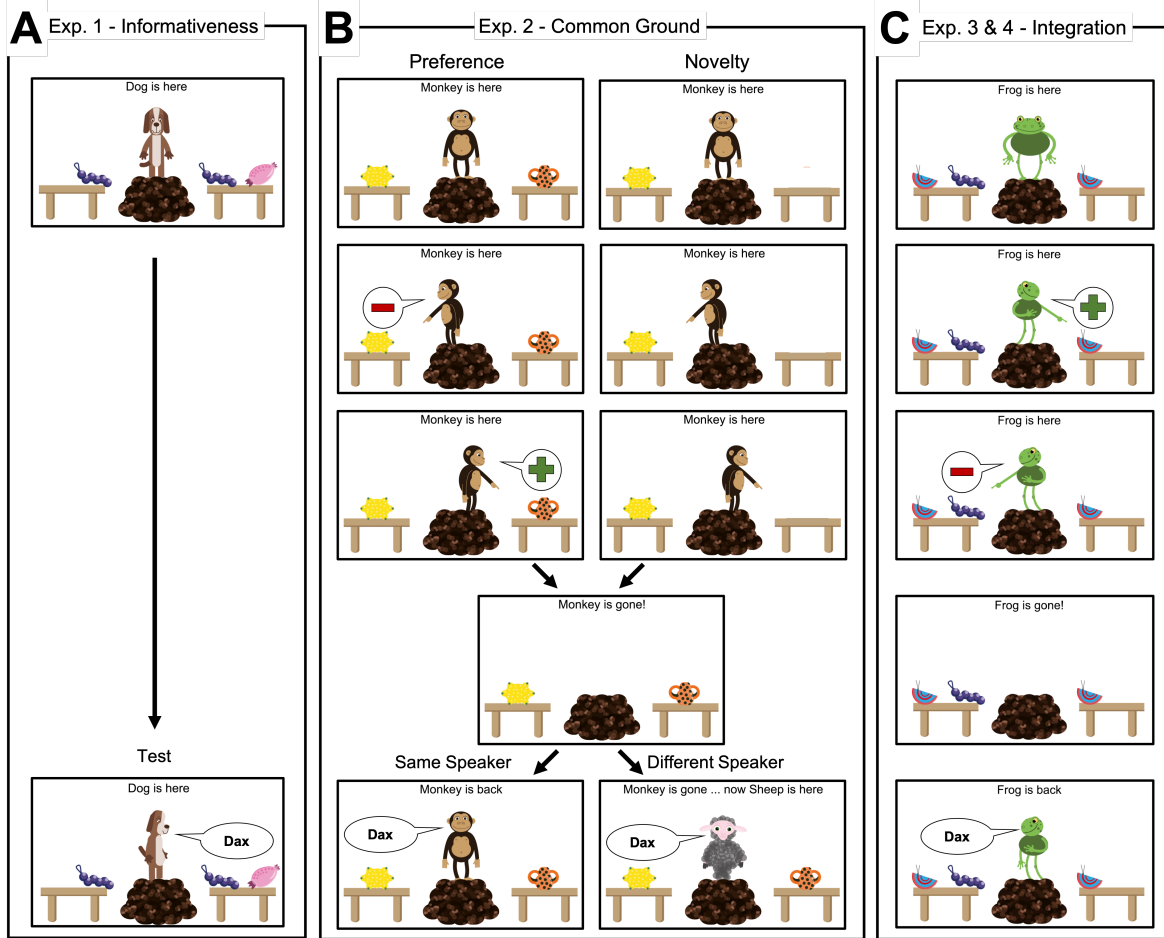 A Exp. 1 - Informativeness
Dog is here
Test
Dog is here
Dax
B Exp. 2 - Common Ground
Preference
Novelty
Monkey is here
Monkey is here
Monkey is here
Monkey is here
Monkey is here
Monkey is here
Monkey is gone!
Same Speaker
Different Speaker
Monkey is back
Monkey is gone ... now Sheep is here
Dax
Dax
C Exp. 3 & 4 - Integration
Frog is here
Frog is here
Frog is here
Frog is gone!
Frog is back
Dax